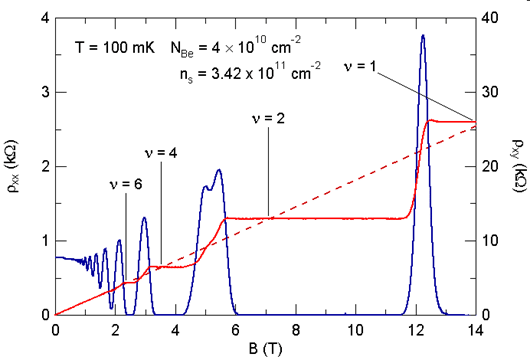 T = 100 mK N_Be = 4 × 10^10 cm^-2
n_s = 3.42 x 10^11 cm^-2
ν = 1
ν = 2
ν = 4
ν = 6
ρ_xx (kΩ)
4
3
2
1
0
40
30
20
10
0
ρ_xy (kΩ)
0 2 4 6 8 10 12 14
B (T)